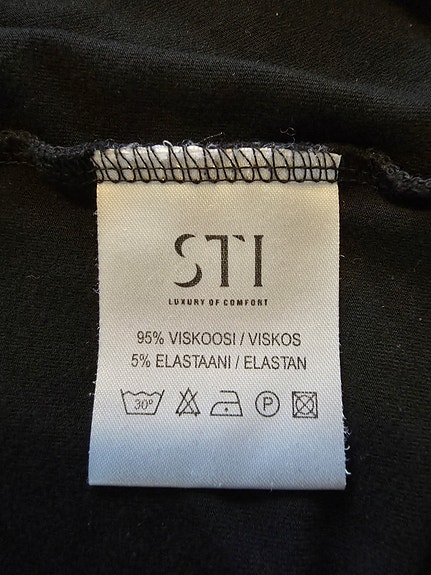 STI
LUXURY OF COMFORT
95% VISKOOSI / VISKOS
5% ELASTAANI / ELASTAN
30° P